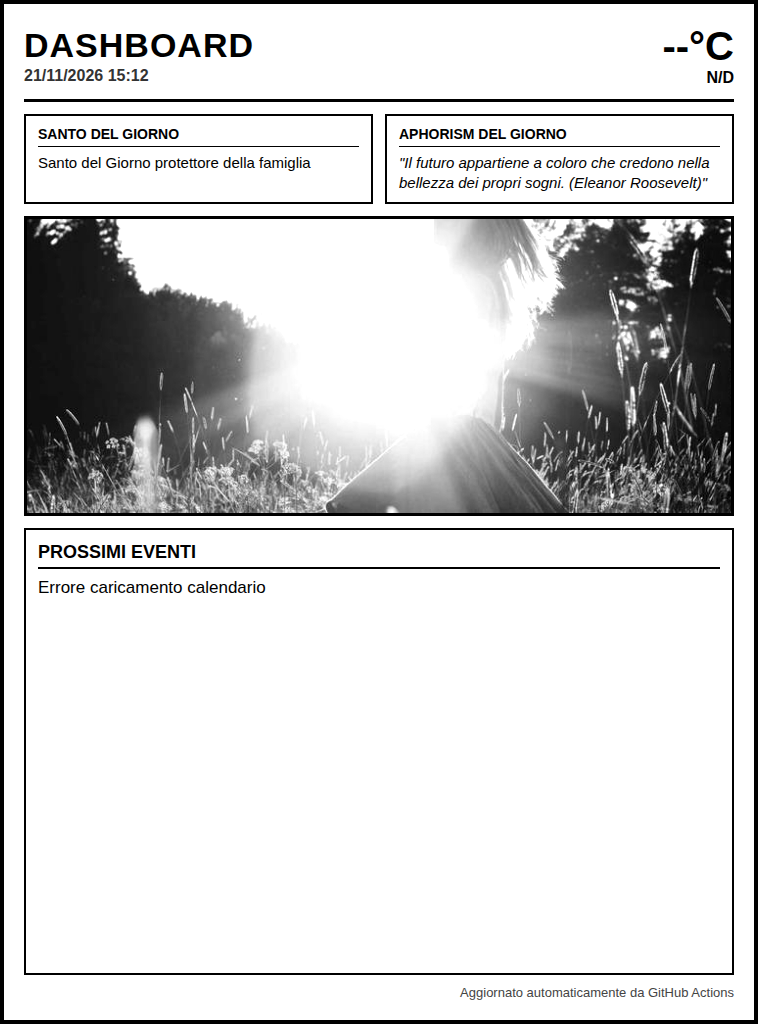 DASHBOARD
--°C
21/11/2026 15:12
N/D
SANTO DEL GIORNO
Santo del Giorno protettore della famiglia
APHORISM DEL GIORNO
"Il futuro appartiene a coloro che credono nella
bellezza dei propri sogni. (Eleanor Roosevelt)"
PROSSIMI EVENTI
Errore caricamento calendario
Aggiornato automaticamente da GitHub Actions